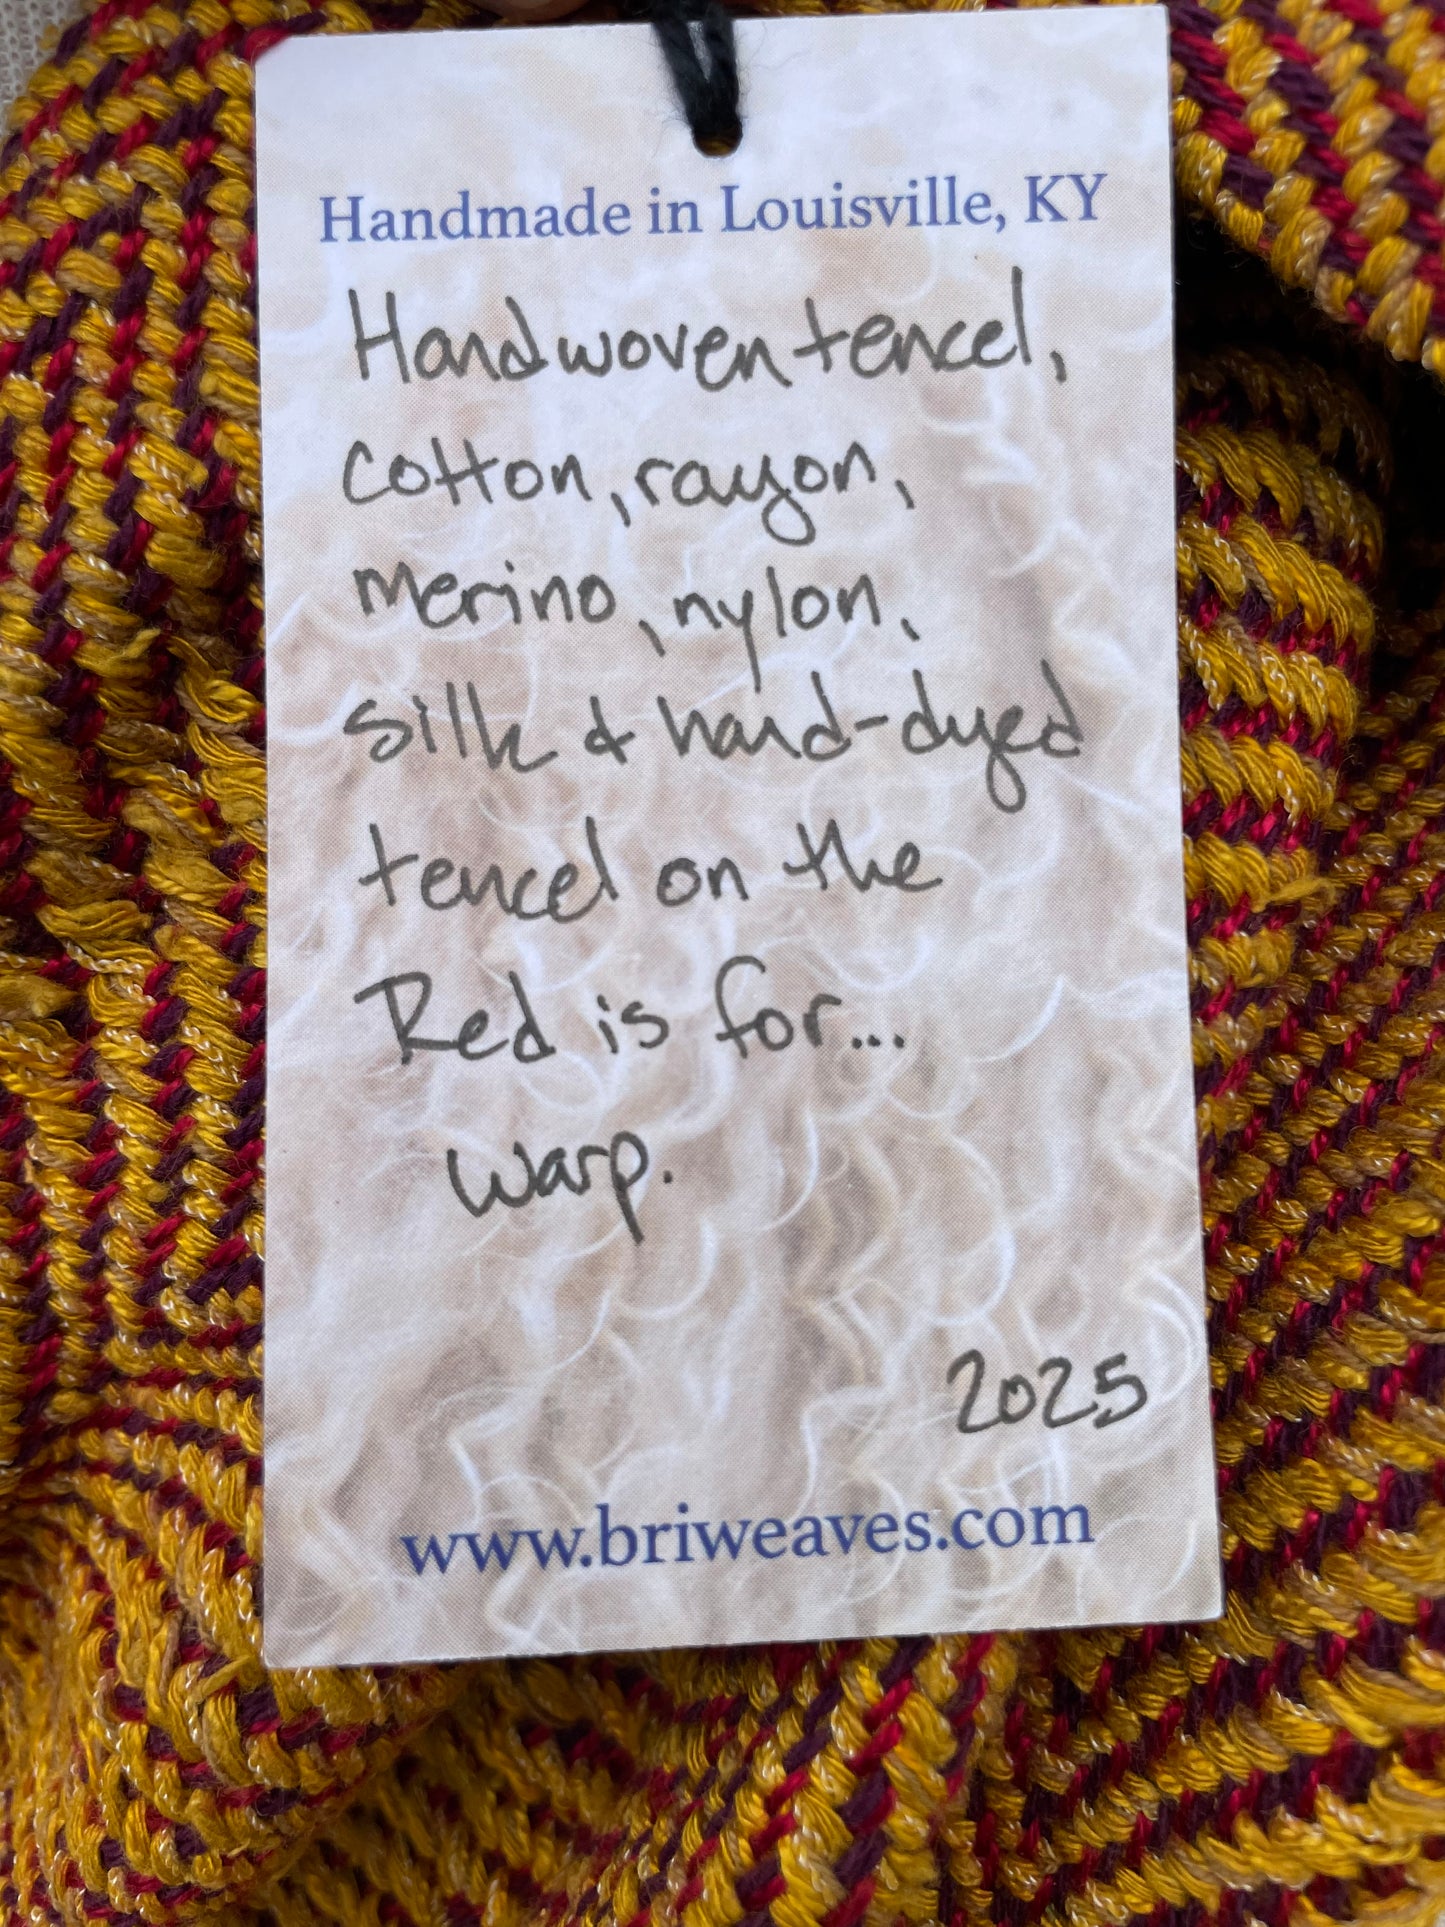 Handmade in Louisville, KY
Handwoven tencel,
cotton, rayon,
merino, nylon,
silk & hand-dyed
tencel on the
Red is for...
warp.
2025
www.briweaves.com